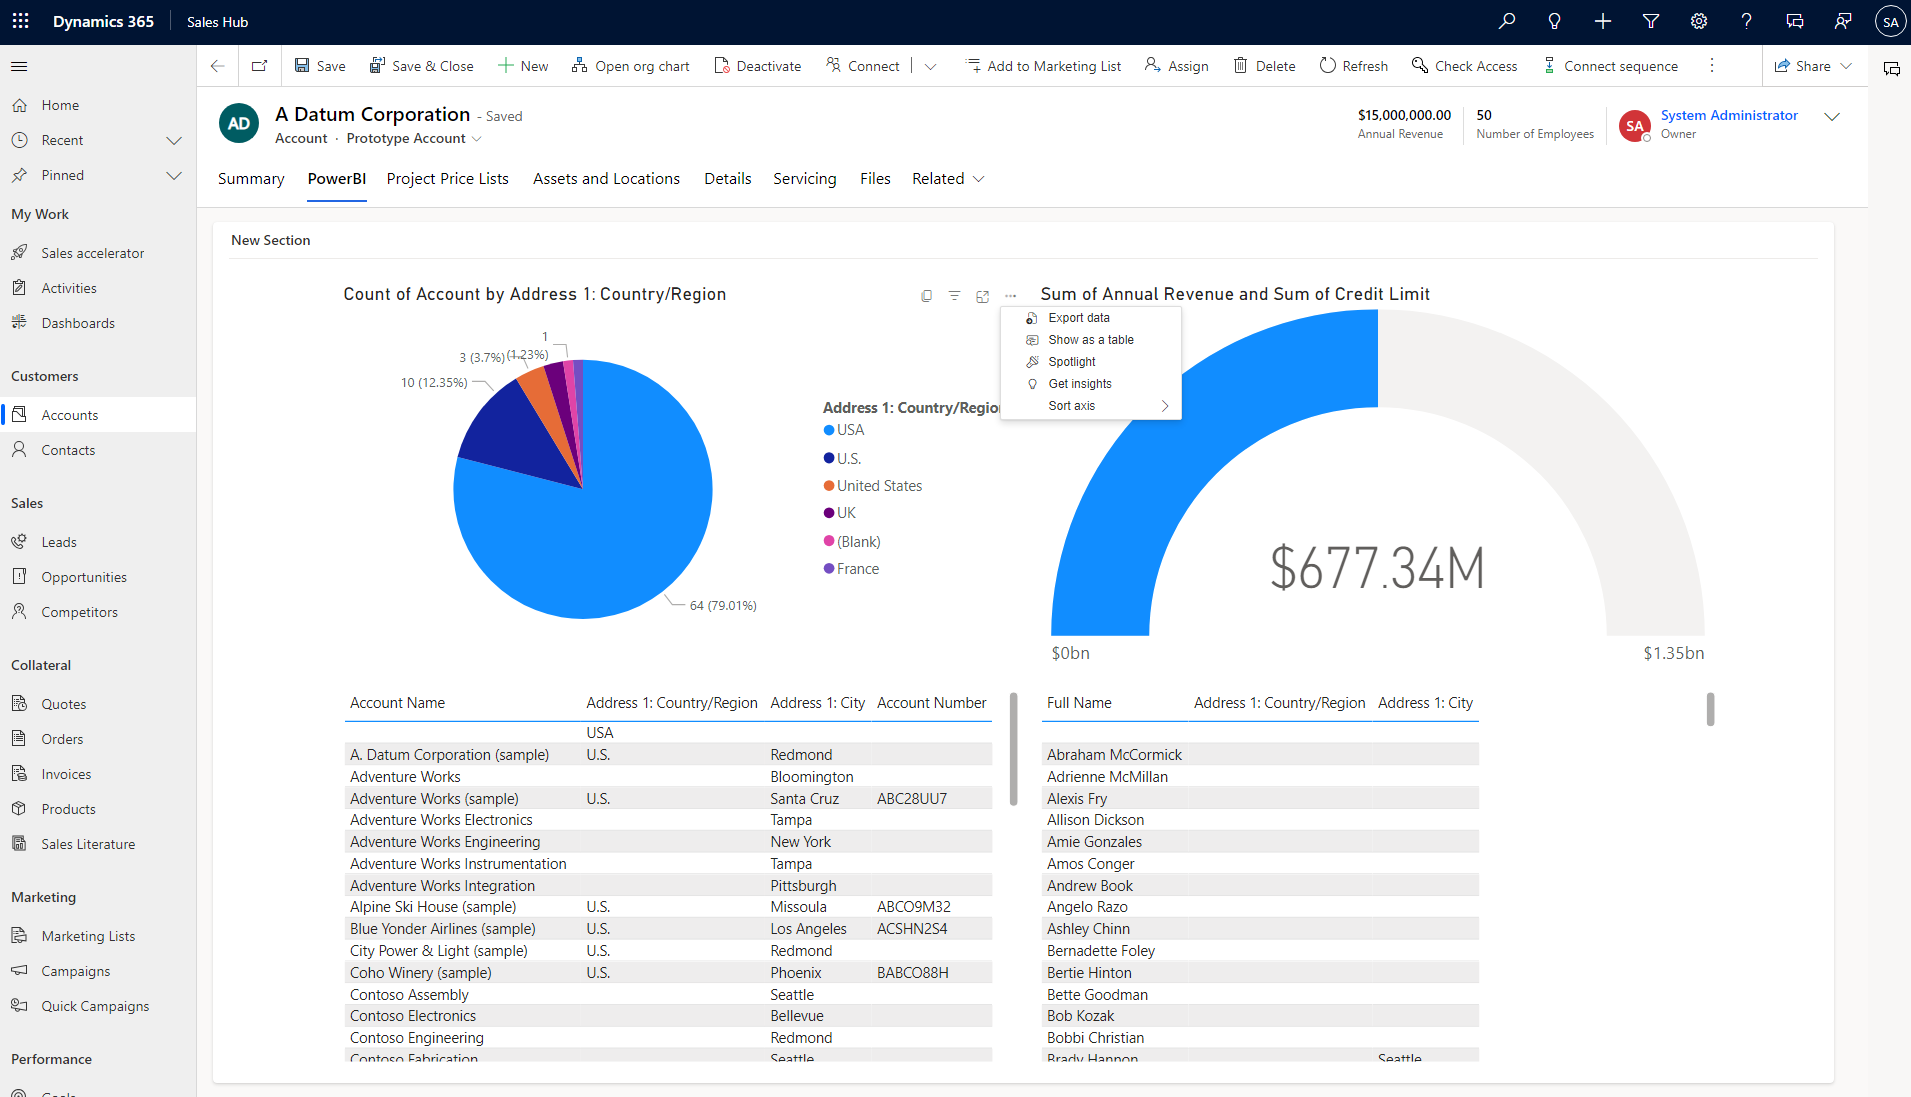 Dynamics 365 Sales Hub SA
Save Save & Close New Open org chart Deactivate Connect Add to Marketing List Assign Delete Refresh Check Access Connect sequence Share
Home
Recent
Pinned
My Work
Sales accelerator
Activities
Dashboards
Customers
Accounts
Contacts
Sales
Leads
Opportunities
Competitors
Collateral
Quotes
Orders
Invoices
Products
Sales Literature
Marketing
Marketing Lists
Campaigns
Quick Campaigns
Performance
Goals
AD
A Datum Corporation - Saved
Account · Prototype Account
$15,000,000.00
Annual Revenue
50
Number of Employees
SA
System Administrator
Owner
Summary PowerBI Project Price Lists Assets and Locations Details Servicing Files Related
New Section
Count of Account by Address 1: Country/Region
1
(1.23%)
3 (3.7%)
10 (12.35%)
64 (79.01%)
Address 1: Country/Region
USA
U.S.
United States
UK
(Blank)
France
Export data
Show as a table
Spotlight
Get insights
Sort axis
Sum of Annual Revenue and Sum of Credit Limit
$677.34M
$0bn $1.35bn
Account Name Address 1: Country/Region Address 1: City Account Number
USA
A. Datum Corporation (sample) U.S. Redmond
Adventure Works Bloomington
Adventure Works (sample) U.S. Santa Cruz ABC28UU7
Adventure Works Electronics Tampa
Adventure Works Engineering New York
Adventure Works Instrumentation Tampa
Adventure Works Integration Pittsburgh
Alpine Ski House (sample) U.S. Missoula ABCO9M32
Blue Yonder Airlines (sample) U.S. Los Angeles ACSHN2S4
City Power & Light (sample) U.S. Redmond
Coho Winery (sample) U.S. Phoenix BABCO88H
Contoso Assembly Seattle
Contoso Electronics Bellevue
Contoso Engineering Redmond
Contoso Fabrication Seattle
Full Name Address 1: Country/Region Address 1: City
Abraham McCormick
Adrienne McMillan
Alexis Fry
Allison Dickson
Amie Gonzales
Amos Conger
Andrew Book
Angelo Razo
Ashley Chinn
Bernadette Foley
Bertie Hinton
Bette Goodman
Bob Kozak
Bobbi Christian
Brady Hannon Seattle